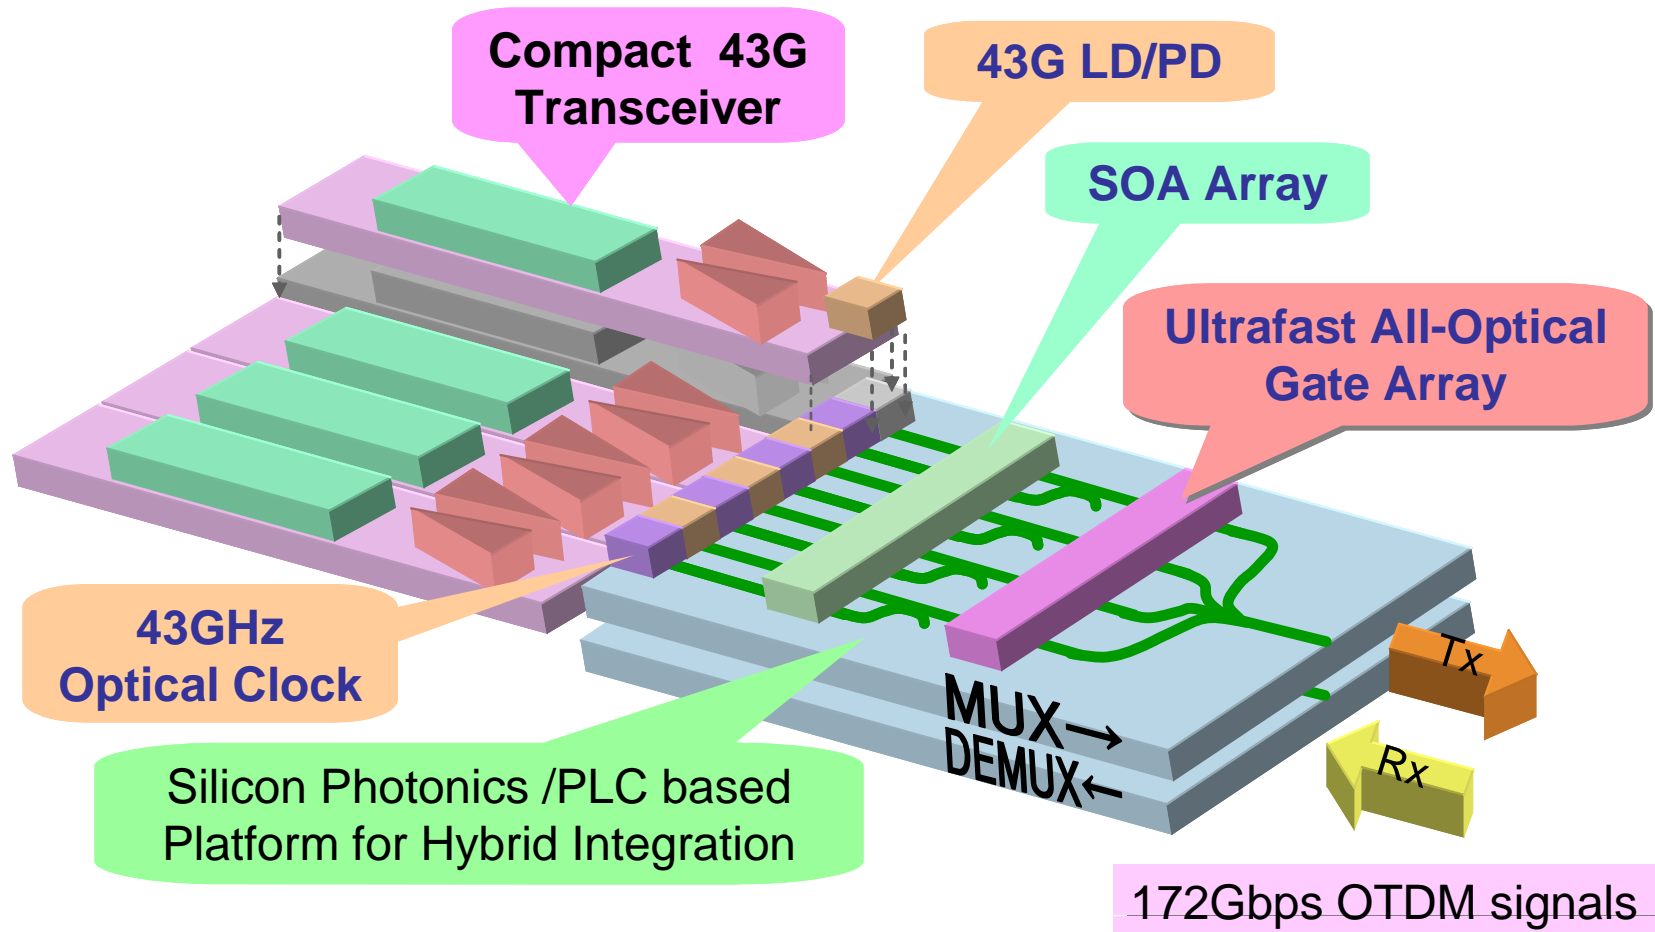 Compact 43G
Transceiver
43G LD/PD
SOA Array
Ultrafast All-Optical
Gate Array
43GHz
Optical Clock
Silicon Photonics /PLC based
Platform for Hybrid Integration
MUX→
DEMUX←
Tx
Rx
172Gbps OTDM signals